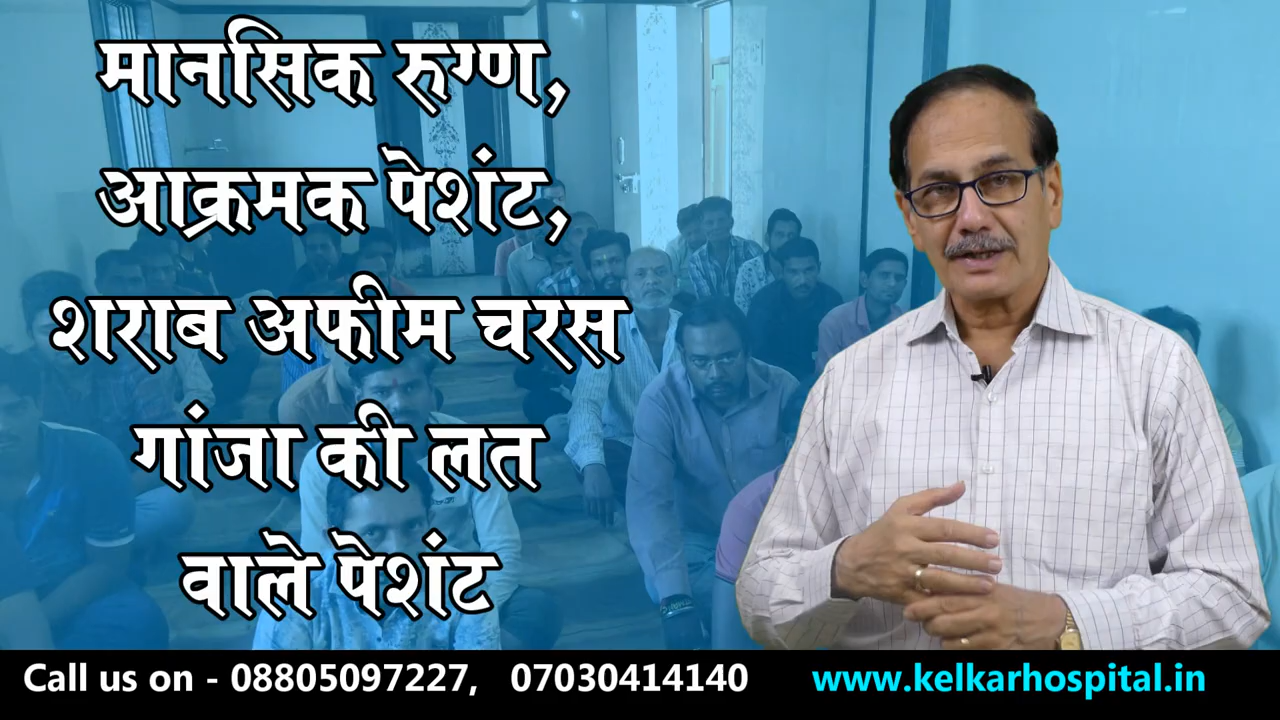 मानसिक रुग्ण,
आक्रमक पेशंट,
शराब अफीम चरस
गांजा की लत
वाले पेशंट
Call us on - 08805097227, 07030414140 www.kelkarhospital.in